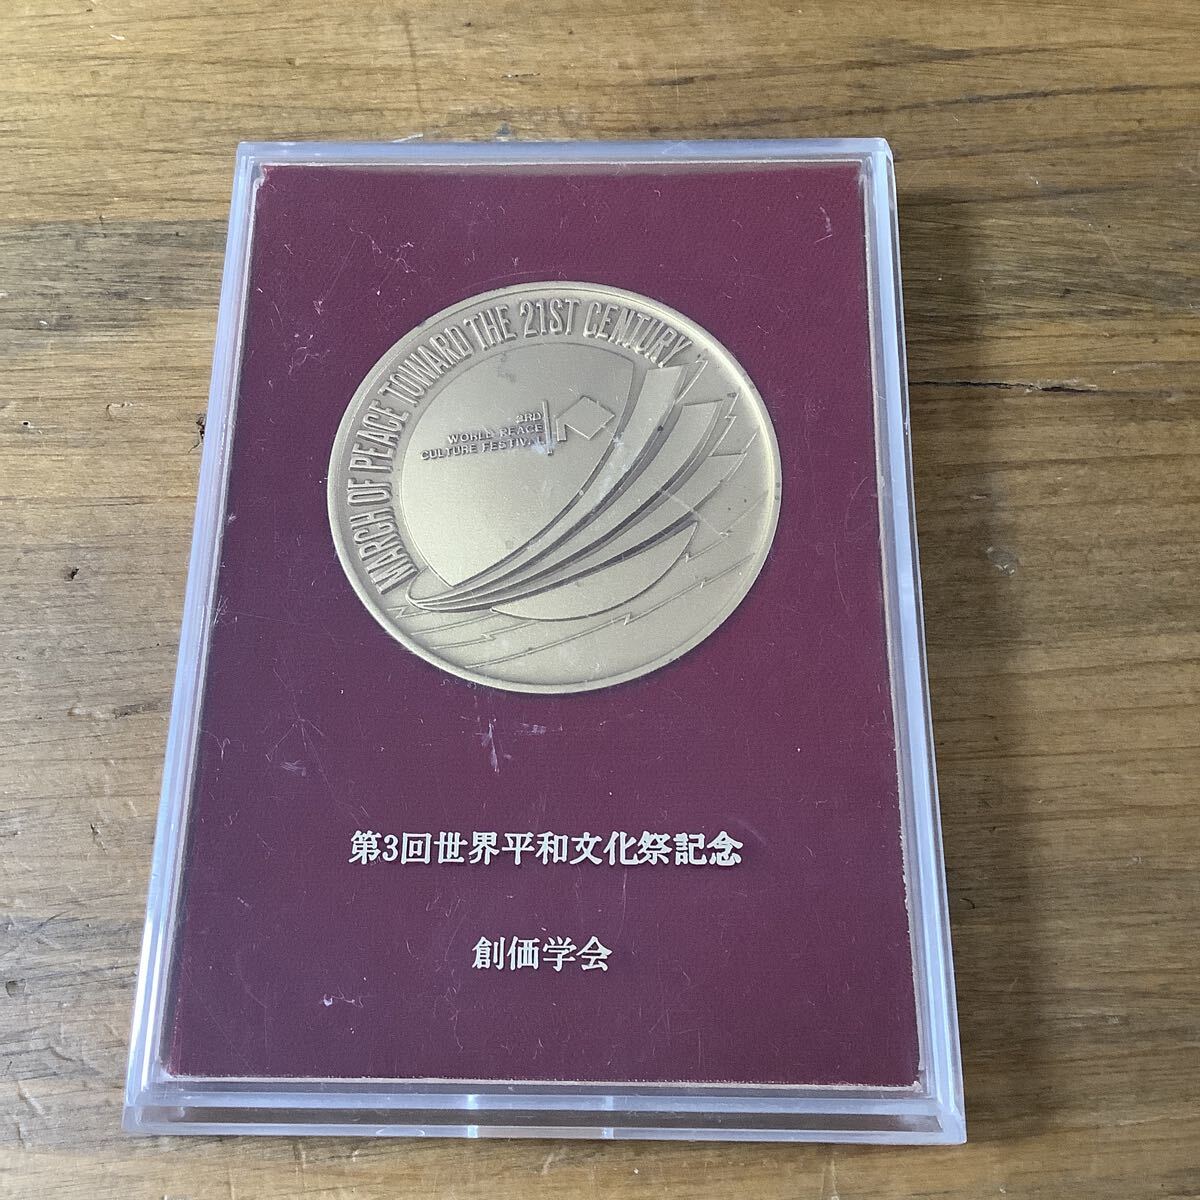 MARCH OF PEACE TOWARD THE 21ST CENTURY
3RD
WORLD PEACE
CULTURE FESTIVAL
第3回世界平和文化祭記念
創価学会